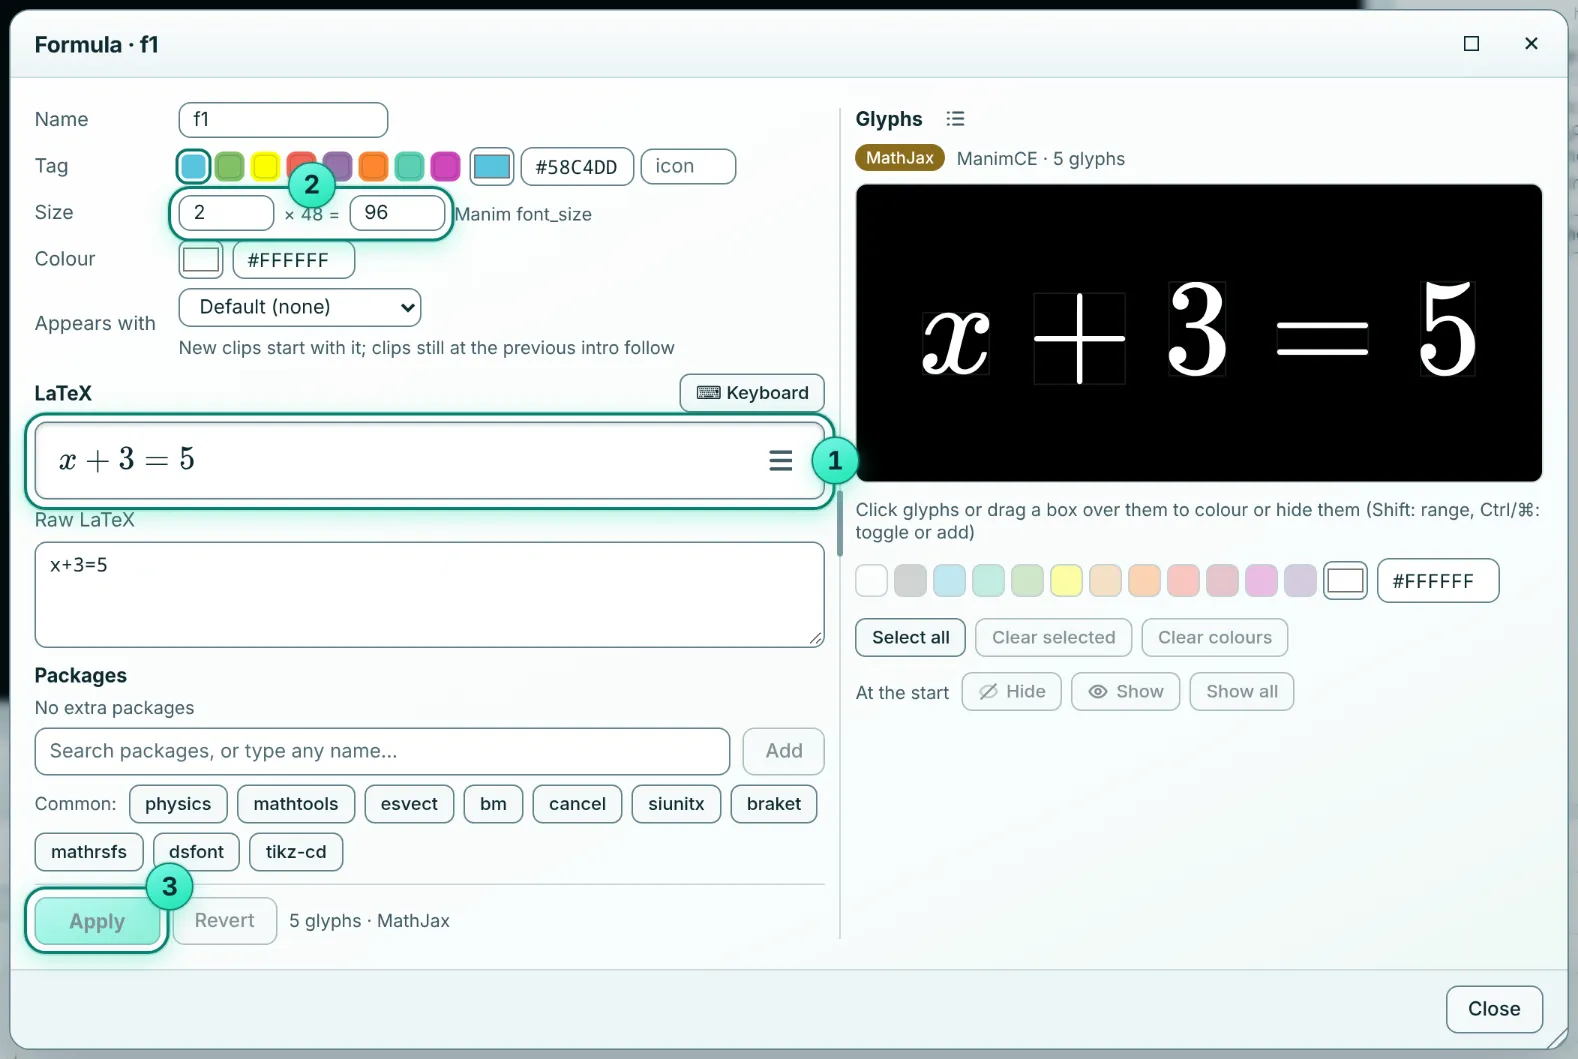 Formula · f1
Name
f1
Tag
#58C4DD
icon
2
Size
2
× 48 =
96
Manim font_size
Colour
#FFFFFF
Appears with
Default (none)
New clips start with it; clips still at the previous intro follow
LaTeX
Keyboard
x + 3 = 5
1
Raw LaTeX
x+3=5
Packages
No extra packages
Search packages, or type any name...
Add
Common:
physics
mathtools
esvect
bm
cancel
siunitx
braket
mathrsfs
dsfont
tikz-cd
3
Apply
Revert
5 glyphs · MathJax
Glyphs
MathJax
ManimCE · 5 glyphs
x + 3 = 5
Click glyphs or drag a box over them to colour or hide them (Shift: range, Ctrl/⌘:
toggle or add)
#FFFFFF
Select all
Clear selected
Clear colours
At the start
Hide
Show
Show all
Close